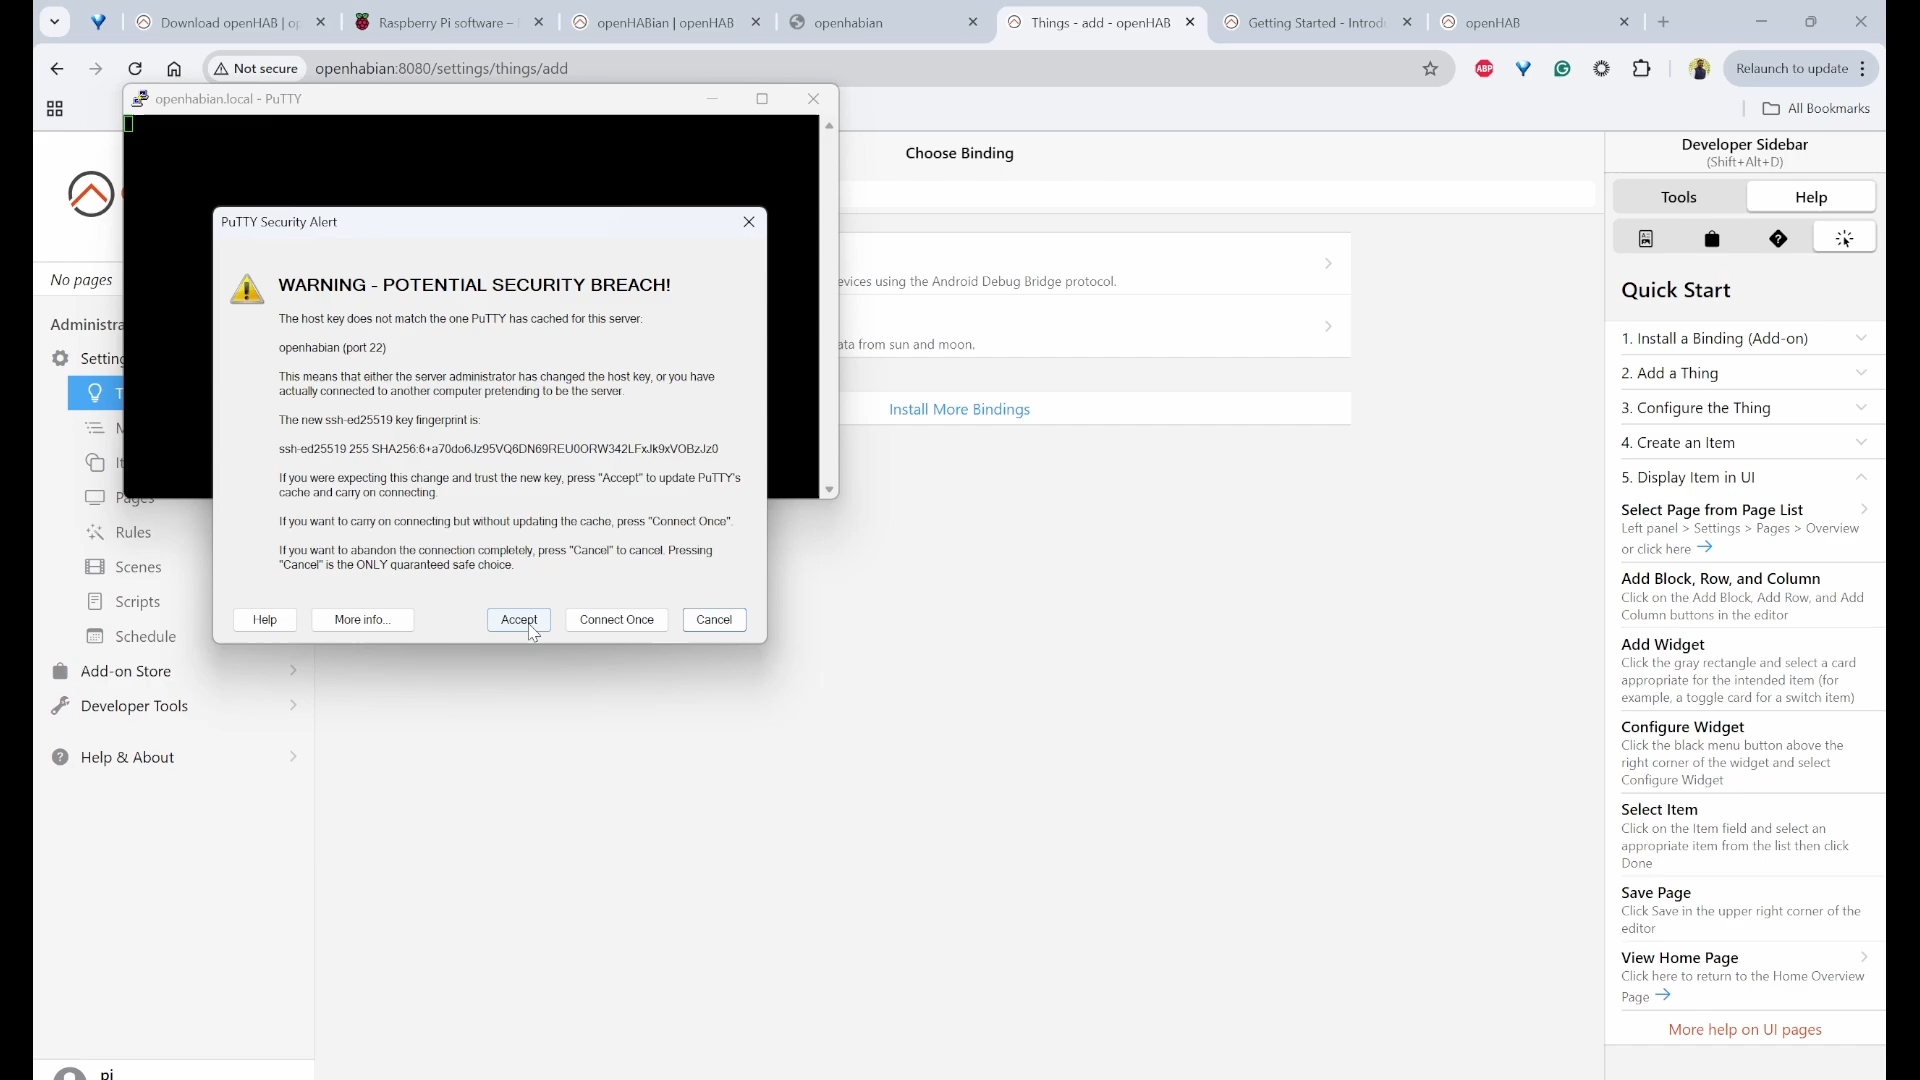 Download openHAB | op
Raspberry Pi software –
openHABian | openHAB
openhabian
Things - add - openHAB
Getting Started - Introdu
openHAB
Not secure
openhabian:8080/settings/things/add
ABP
Relaunch to update
All Bookmarks
openhabian.local - PuTTY
Choose Binding
Developer Sidebar
(Shift+Alt+D)
Tools
Help
PuTTY Security Alert
WARNING - POTENTIAL SECURITY BREACH!
The host key does not match the one PuTTY has cached for this server:
openhabian (port 22)
This means that either the server administrator has changed the host key, or you have
actually connected to another computer pretending to be the server.
The new ssh-ed25519 key fingerprint is:
ssh-ed25519 255 SHA256:6+a70do6Jz95VQ6DN69REU0ORW342LFxJk9xVOBzJz0
If you were expecting this change and trust the new key, press "Accept" to update PuTTY's
cache and carry on connecting.
If you want to carry on connecting but without updating the cache, press "Connect Once".
If you want to abandon the connection completely, press "Cancel" to cancel. Pressing
"Cancel" is the ONLY guaranteed safe choice.
Help
More info...
Accept
Connect Once
Cancel
No pages
Administra
Setting
T
M
It
Pages
Rules
Scenes
Scripts
Schedule
Add-on Store
Developer Tools
Help & About
pi
evices using the Android Debug Bridge protocol.
ata from sun and moon.
Install More Bindings
Quick Start
1. Install a Binding (Add-on)
2. Add a Thing
3. Configure the Thing
4. Create an Item
5. Display Item in UI
Select Page from Page List
Left panel > Settings > Pages > Overview
or click here
Add Block, Row, and Column
Click on the Add Block, Add Row, and Add
Column buttons in the editor
Add Widget
Click the gray rectangle and select a card
appropriate for the intended item (for
example, a toggle card for a switch item)
Configure Widget
Click the black menu button above the
right corner of the widget and select
Configure Widget
Select Item
Click on the Item field and select an
appropriate item from the list then click
Done
Save Page
Click Save in the upper right corner of the
editor
View Home Page
Click here to return to the Home Overview
Page
More help on UI pages